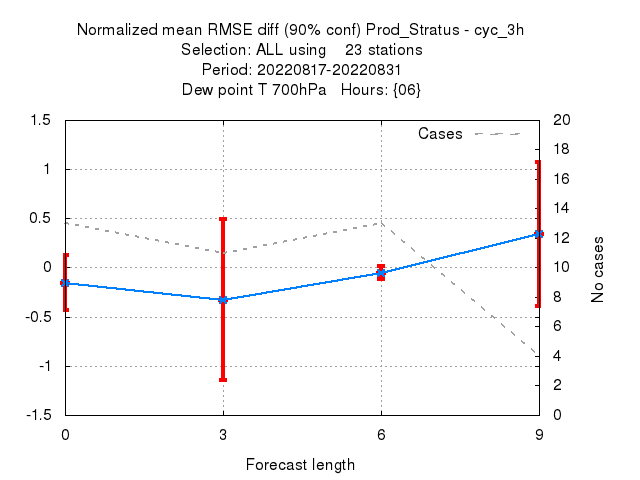 Normalized mean RMSE diff (90% conf) Prod_Stratus - cyc_3h
Selection: ALL using    23 stations
Period: 20220817-20220831
Dew point T 700hPa   Hours: {06}
Cases
1.5
1
0.5
0
-0.5
-1
-1.5
20
18
16
14
12
10
8
6
4
2
0
No cases
0 3 6 9
Forecast length